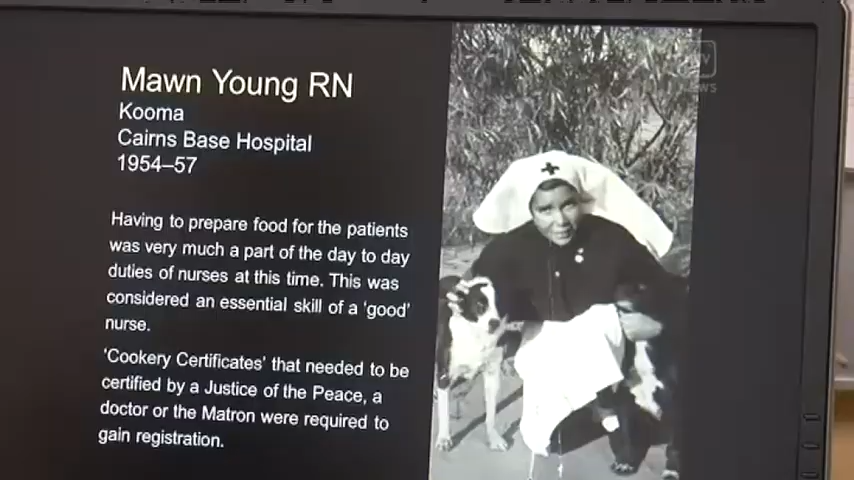 Mawn Young RN
Kooma
Cairns Base Hospital
1954–57
Having to prepare food for the patients
was very much a part of the day to day
duties of nurses at this time. This was
considered an essential skill of a ‘good’
nurse.
‘Cookery Certificates’ that needed to be
certified by a Justice of the Peace, a
doctor or the Matron were required to
gain registration.
NEWS